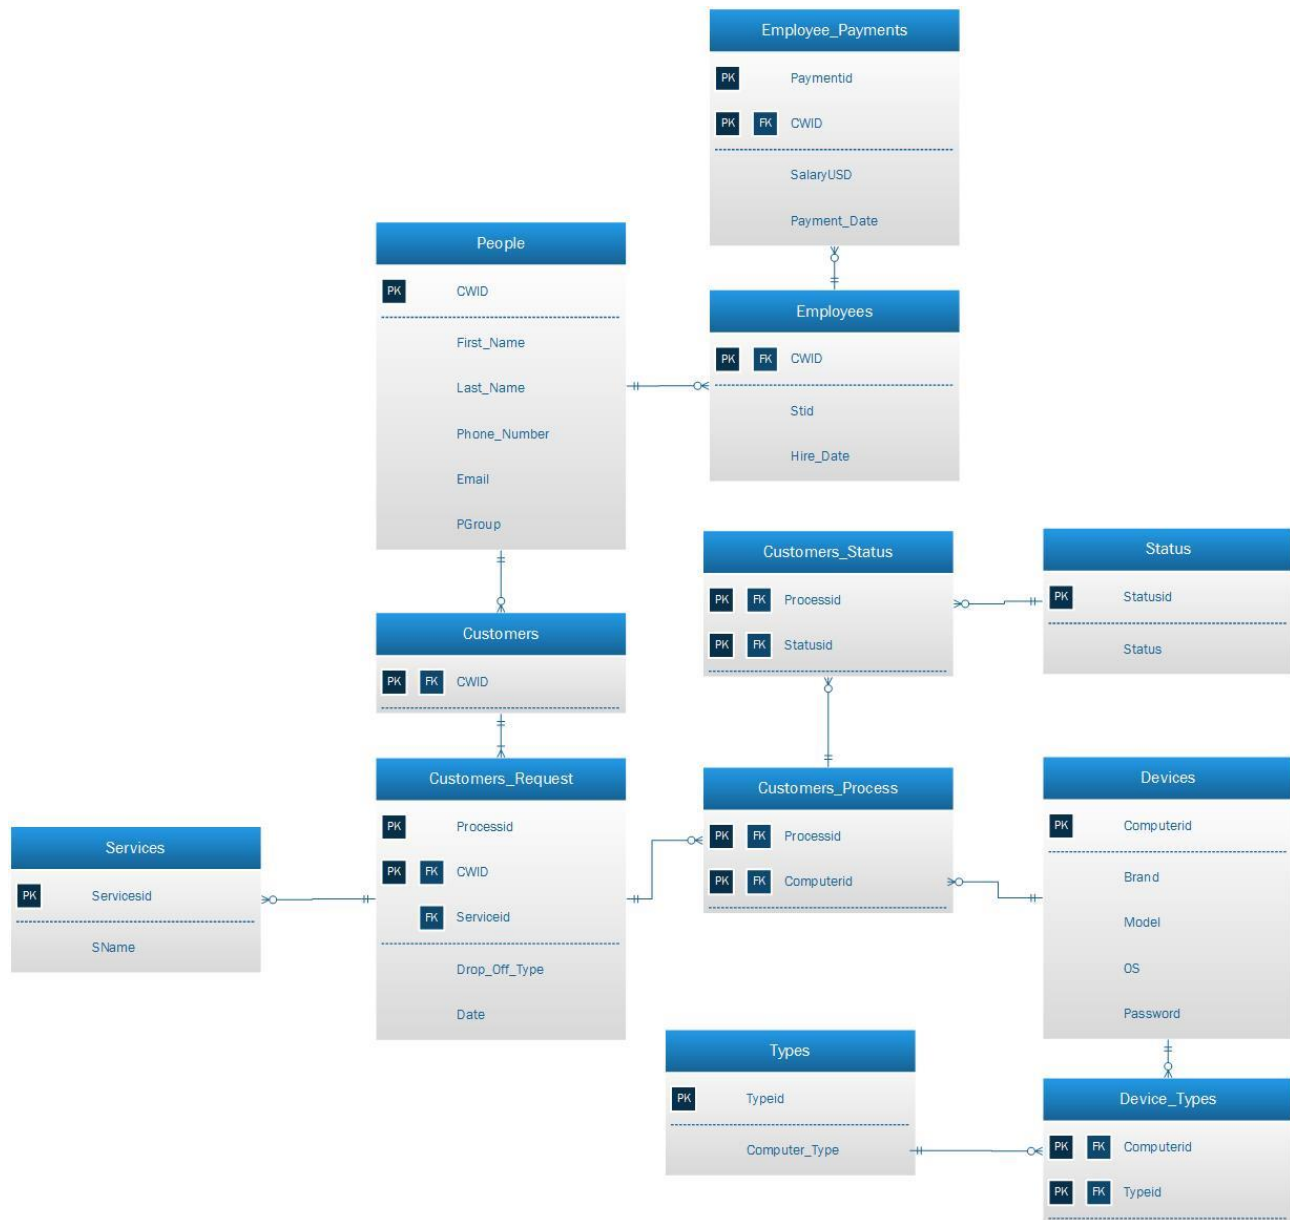 Employee_Payments
PK Paymentid
PK FK CWID
SalaryUSD
Payment_Date
People
PK CWID
First_Name
Last_Name
Phone_Number
Email
PGroup
Employees
PK FK CWID
Stid
Hire_Date
Customers_Status
PK FK Processid
PK FK Statusid
Status
PK Statusid
Status
Customers
PK FK CWID
Customers_Request
PK Processid
PK FK CWID
FK Serviceid
Drop_Off_Type
Date
Customers_Process
PK FK Processid
PK FK Computerid
Devices
PK Computerid
Brand
Model
OS
Password
Services
PK Servicesid
SName
Types
PK Typeid
Computer_Type
Device_Types
PK FK Computerid
PK FK Typeid